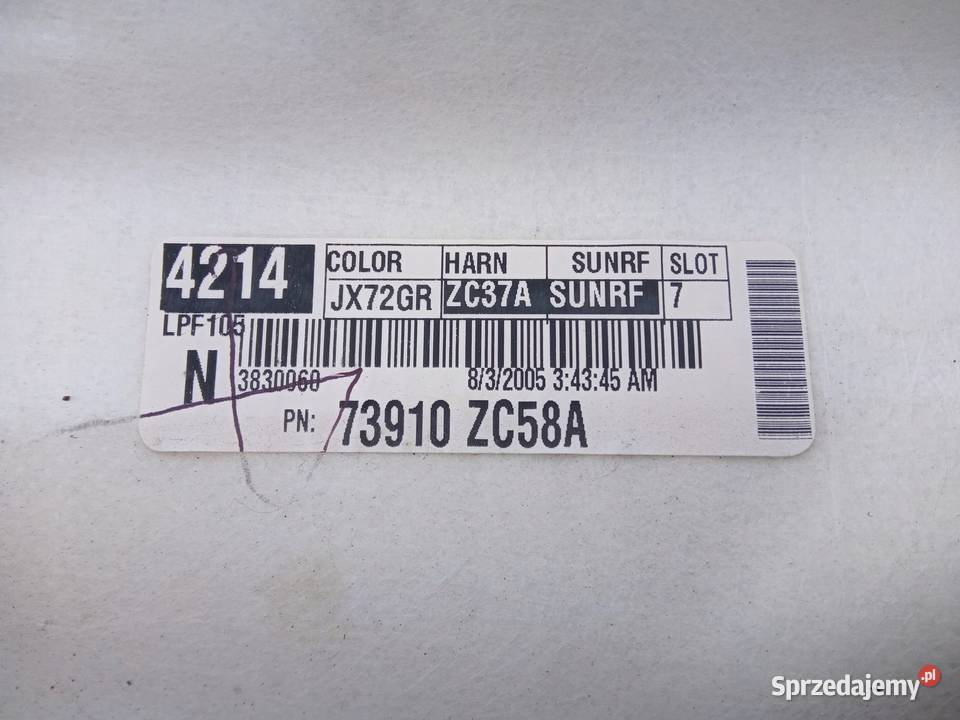 4214 COLOR HARN SUNRF SLOT
JX72GR ZC37A SUNRF 7
LPF105
N 3830060 8/3/2005 3:43:45 AM
PN: 73910 ZC58A
Sprzedajemy.pl